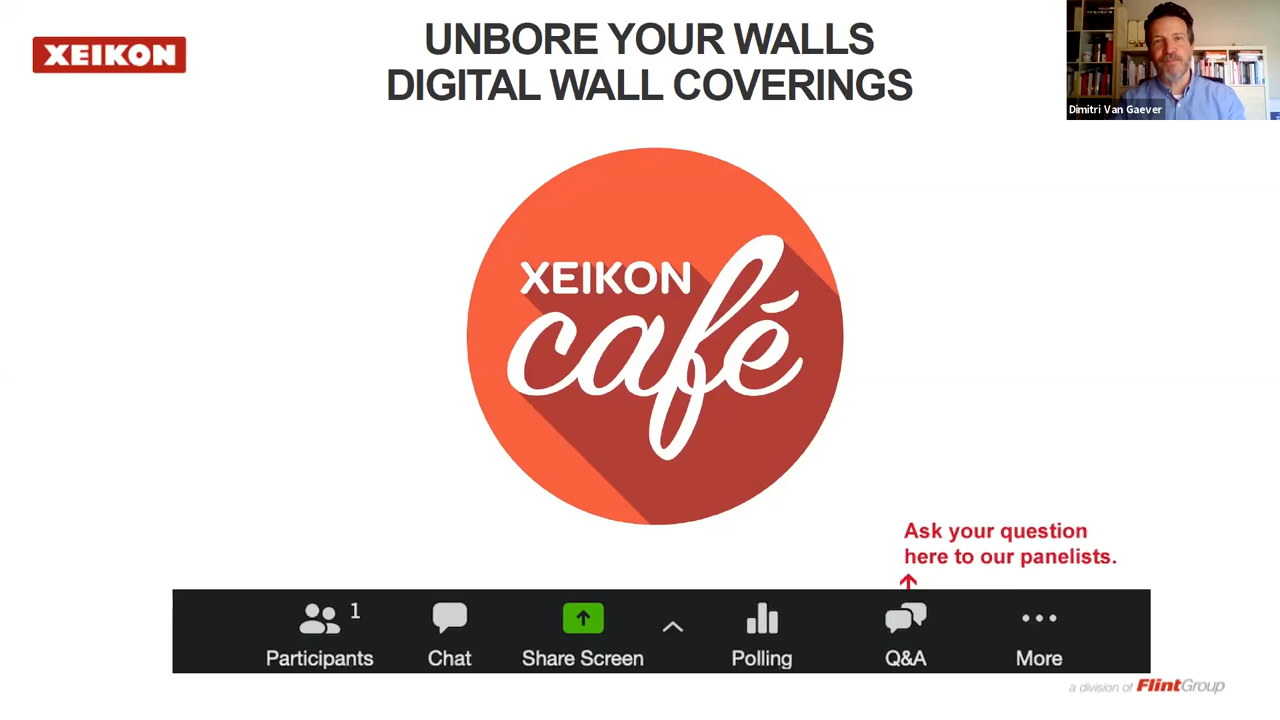 XEIKON
UNBORE YOUR WALLS
DIGITAL WALL COVERINGS
Dimitri Van Gaever
XEIKON
café
Ask your question
here to our panelists.
1
Participants
Chat
Share Screen
Polling
Q&A
More
a division of FlintGroup